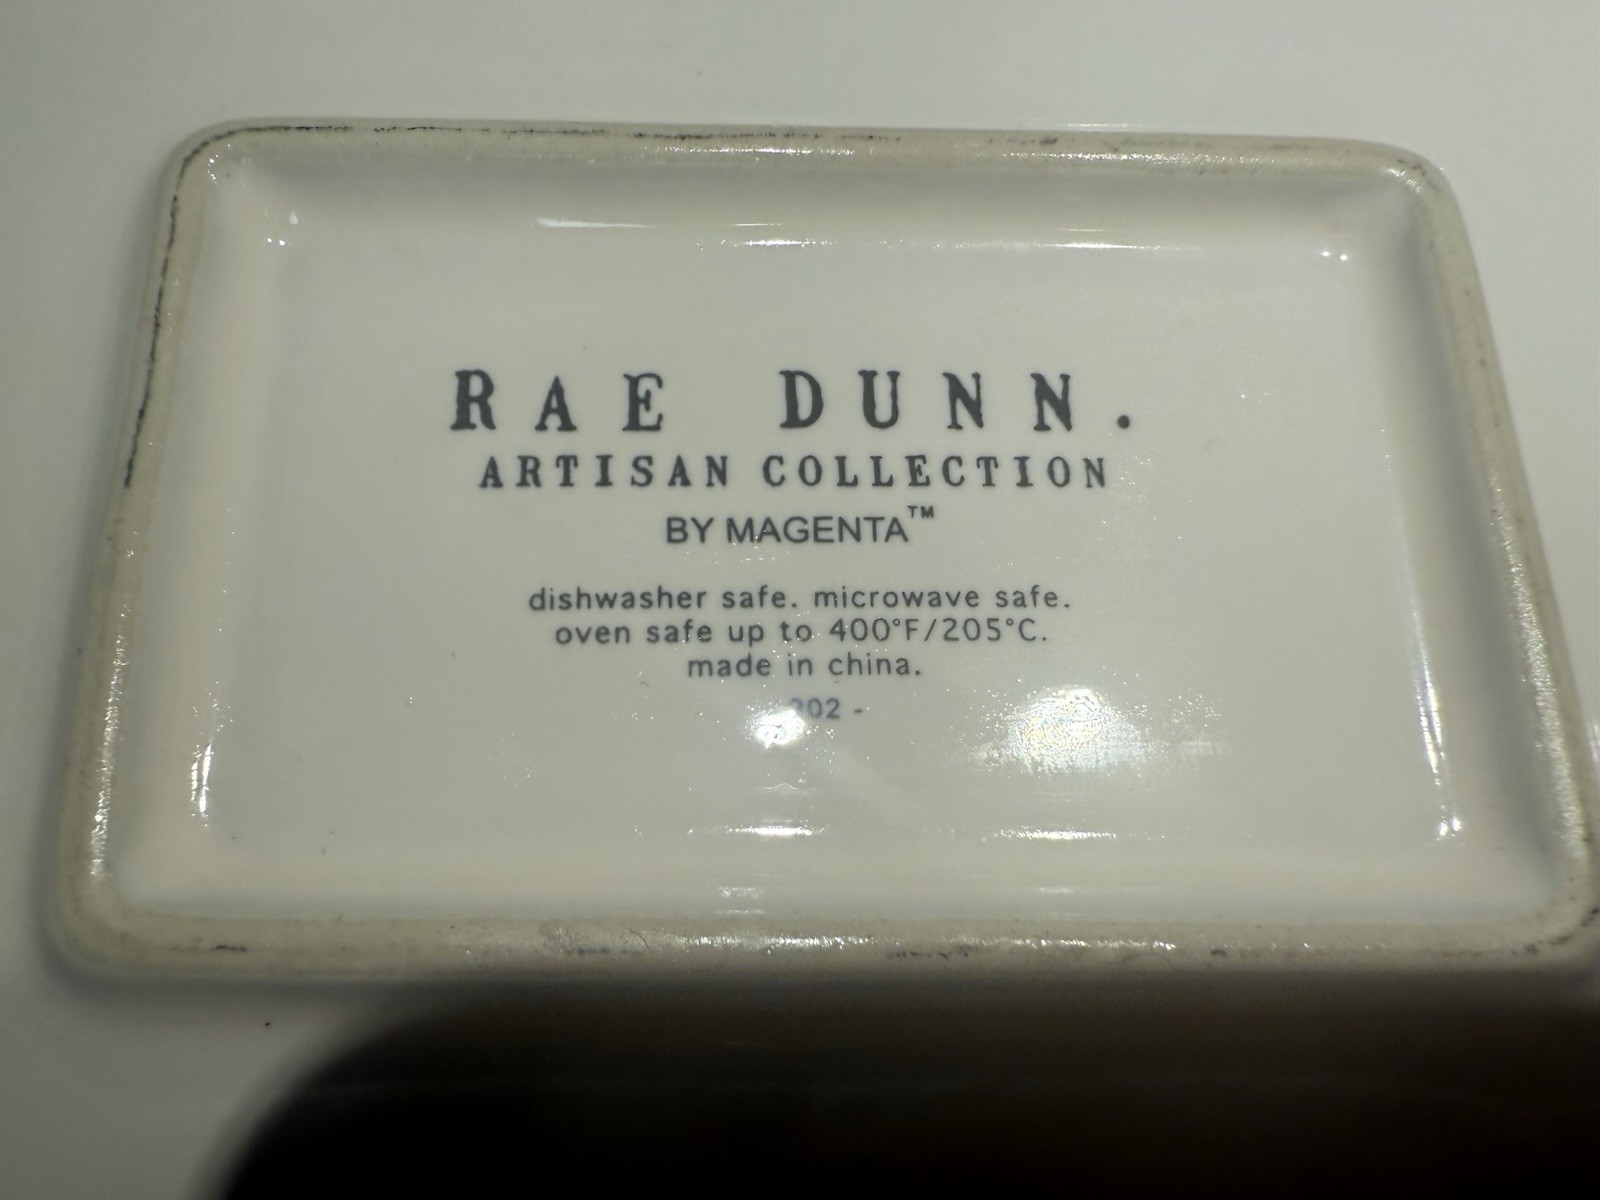 RAE DUNN.
ARTISAN COLLECTION
BY MAGENTA™
dishwasher safe. microwave safe.
oven safe up to 400°F/205°C.
made in china.